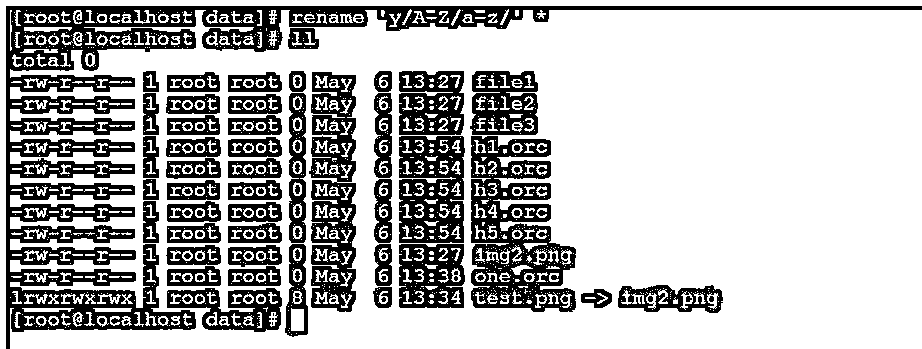 [root@localhost data]# rename 'y/A-Z/a-z/' *
[root@localhost data]# ll
total 0
-rw-r--r-- 1 root root 0 May  6 13:27 file1
-rw-r--r-- 1 root root 0 May  6 13:27 file2
-rw-r--r-- 1 root root 0 May  6 13:27 file3
-rw-r--r-- 1 root root 0 May  6 13:54 h1.orc
-rw-r--r-- 1 root root 0 May  6 13:54 h2.orc
-rw-r--r-- 1 root root 0 May  6 13:54 h3.orc
-rw-r--r-- 1 root root 0 May  6 13:54 h4.orc
-rw-r--r-- 1 root root 0 May  6 13:54 h5.orc
-rw-r--r-- 1 root root 0 May  6 13:27 img2.png
-rw-r--r-- 1 root root 0 May  6 13:38 one.orc
lrwxrwxrwx 1 root root 8 May  6 13:34 test.png -> img2.png
[root@localhost data]#